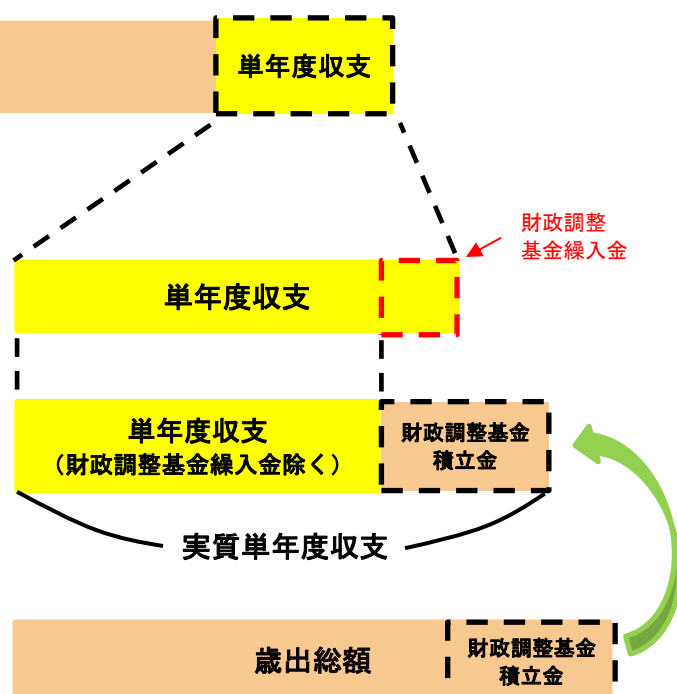 単年度収支
財政調整
基金繰入金
単年度収支
単年度収支
（財政調整基金繰入金除く）
財政調整基金
積立金
実質単年度収支
歳出総額
財政調整基金
積立金